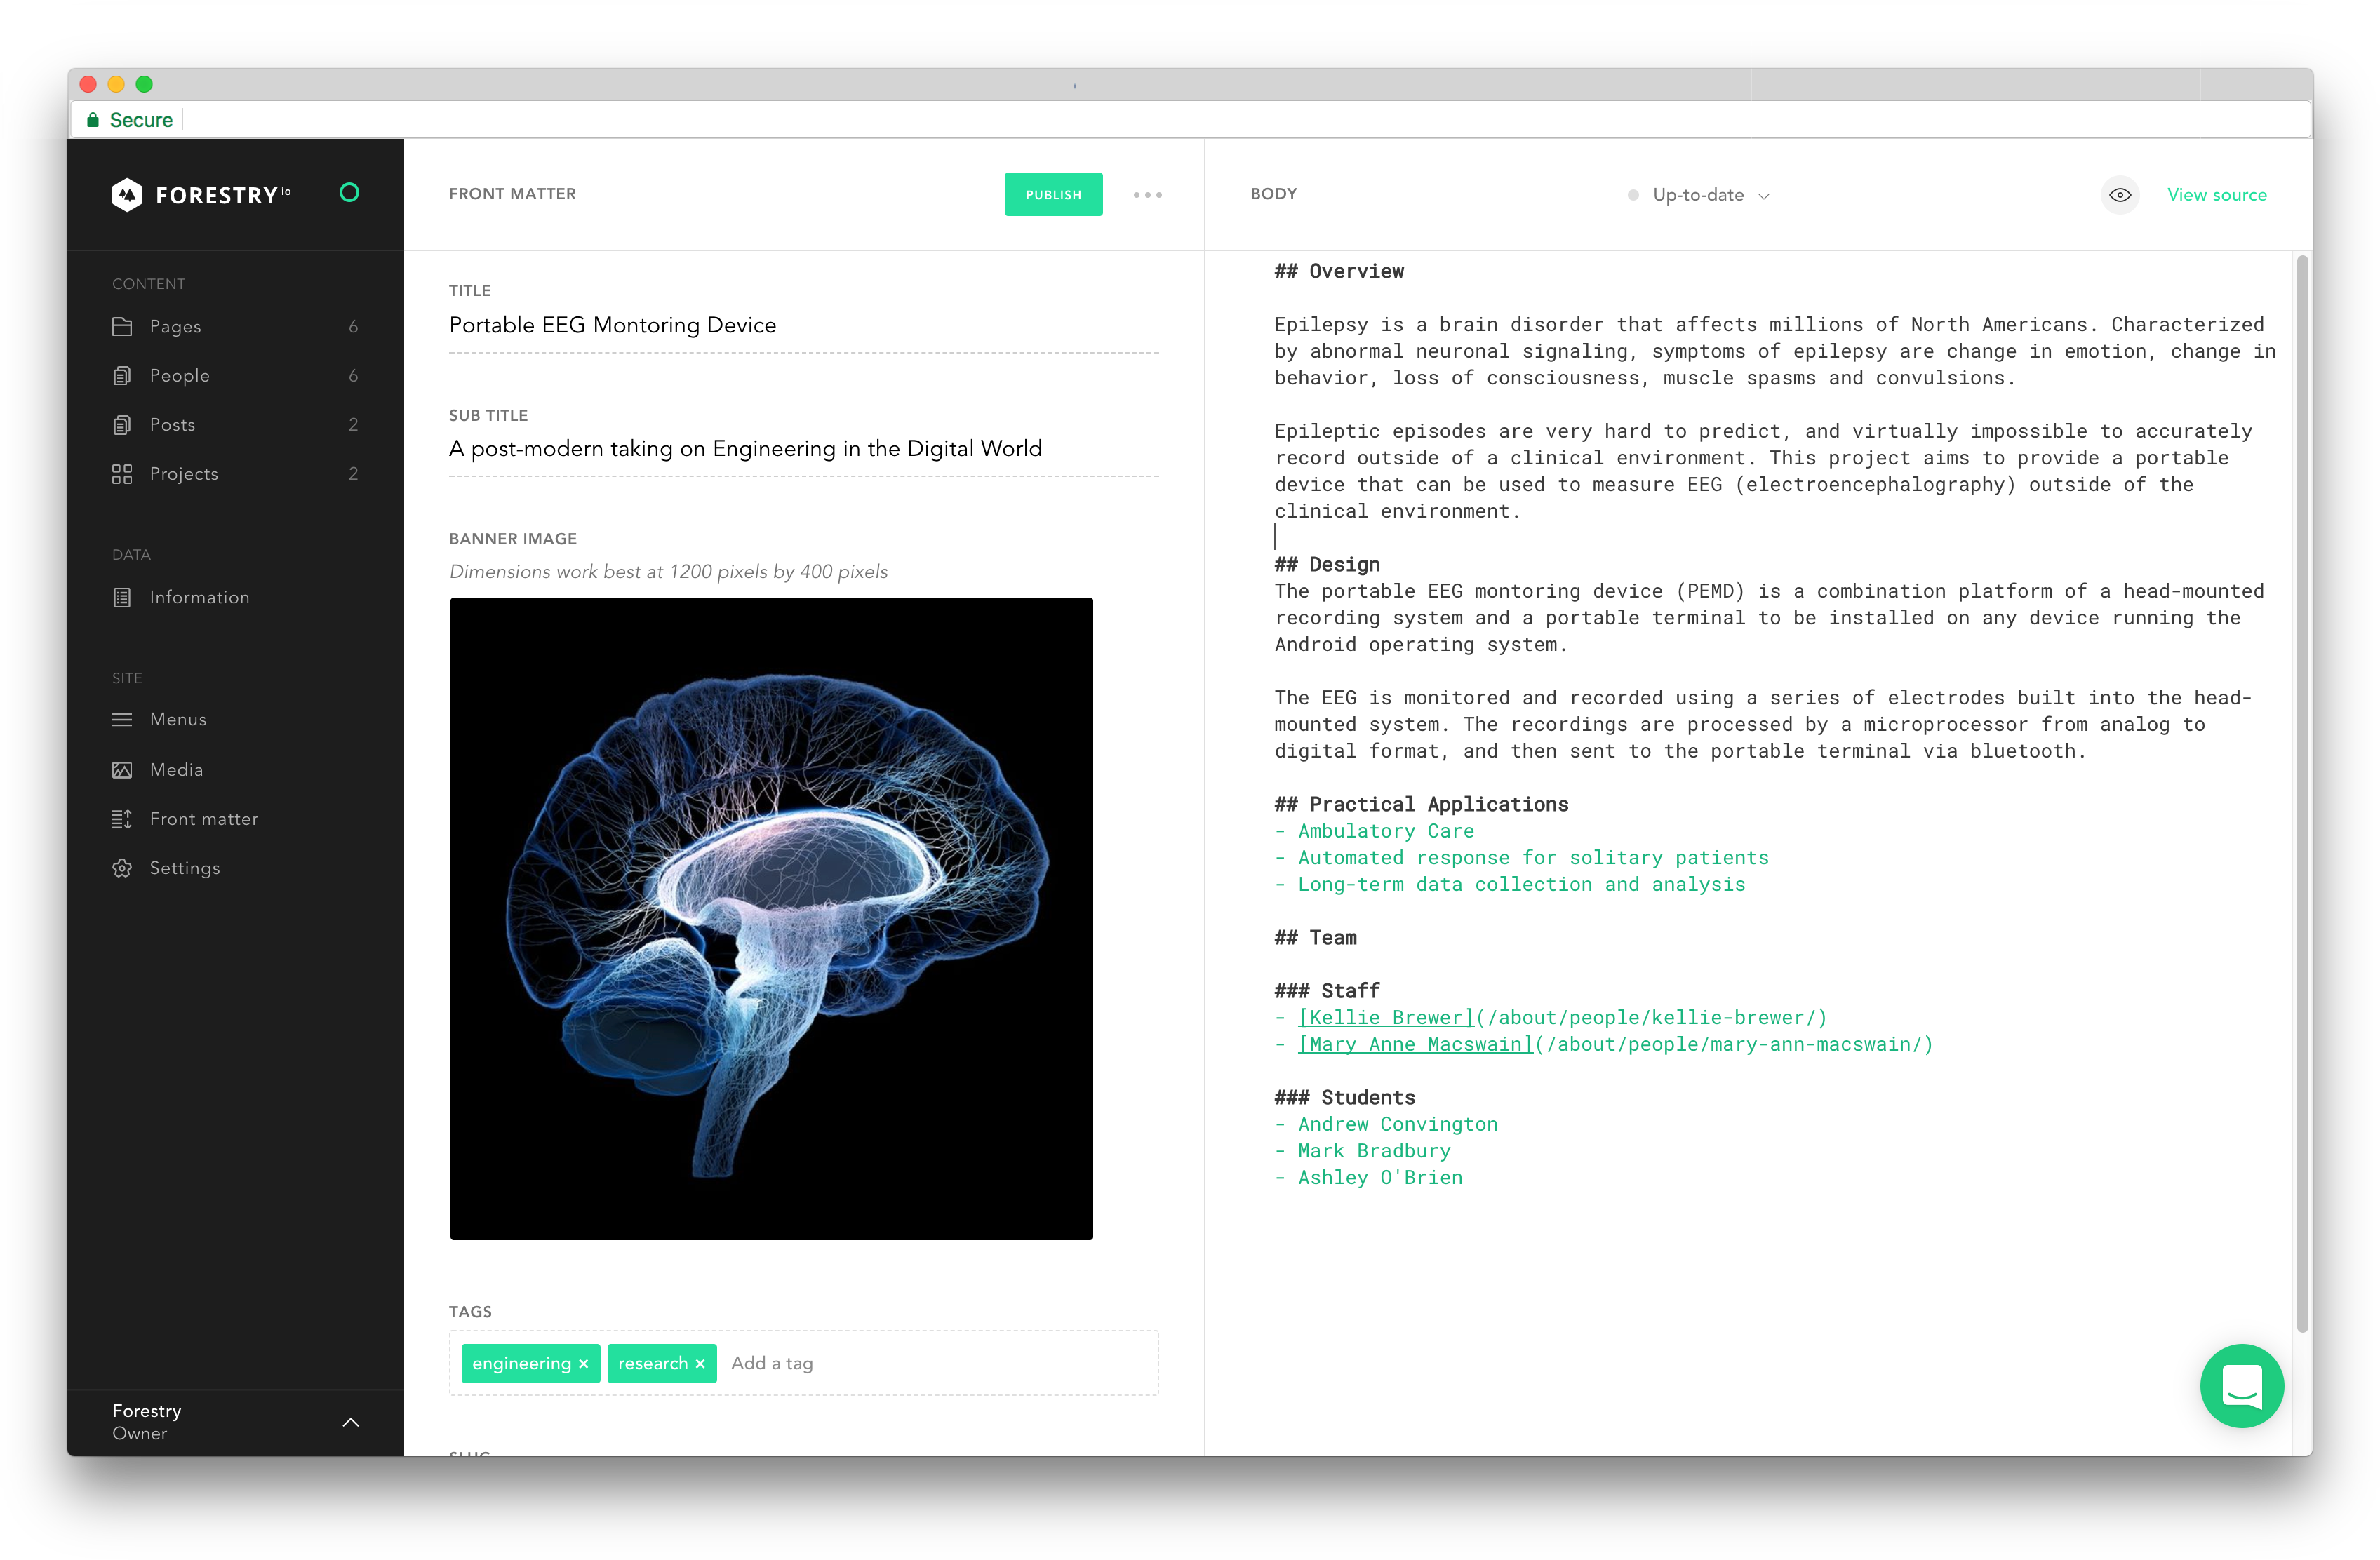 Secure
FORESTRY io
CONTENT
Pages 6
People 6
Posts 2
Projects 2
DATA
Information
SITE
Menus
Media
Front matter
Settings
Forestry
Owner
FRONT MATTER
PUBLISH
TITLE
Portable EEG Montoring Device
SUB TITLE
A post-modern taking on Engineering in the Digital World
BANNER IMAGE
Dimensions work best at 1200 pixels by 400 pixels
TAGS
engineering × research × Add a tag
SLUG
BODY
Up-to-date
View source
## Overview
Epilepsy is a brain disorder that affects millions of North Americans. Characterized
by abnormal neuronal signaling, symptoms of epilepsy are change in emotion, change in
behavior, loss of consciousness, muscle spasms and convulsions.
Epileptic episodes are very hard to predict, and virtually impossible to accurately
record outside of a clinical environment. This project aims to provide a portable
device that can be used to measure EEG (electroencephalography) outside of the
clinical environment.
## Design
The portable EEG montoring device (PEMD) is a combination platform of a head-mounted
recording system and a portable terminal to be installed on any device running the
Android operating system.
The EEG is monitored and recorded using a series of electrodes built into the head-
mounted system. The recordings are processed by a microprocessor from analog to
digital format, and then sent to the portable terminal via bluetooth.
## Practical Applications
- Ambulatory Care
- Automated response for solitary patients
- Long-term data collection and analysis
## Team
### Staff
- [Kellie Brewer](/about/people/kellie-brewer/)
- [Mary Anne Macswain](/about/people/mary-ann-macswain/)
### Students
- Andrew Convington
- Mark Bradbury
- Ashley O'Brien